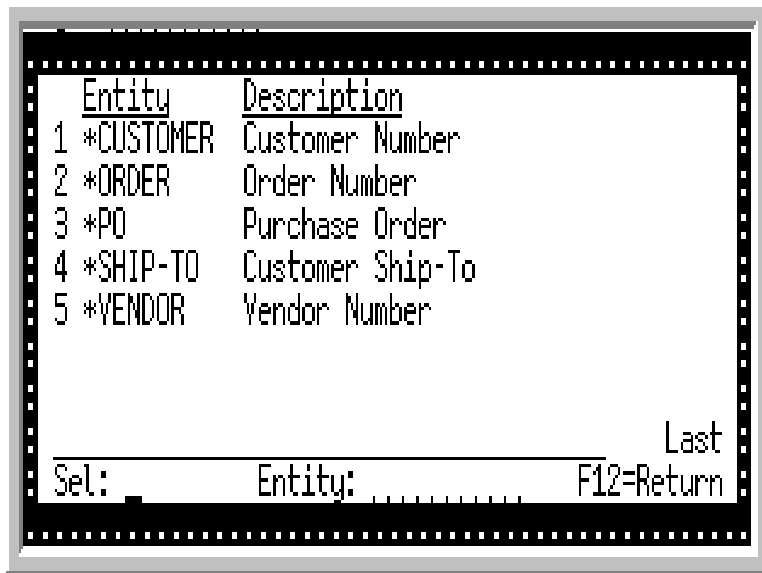 Entity Description
1 *CUSTOMER Customer Number
2 *ORDER Order Number
3 *PO Purchase Order
4 *SHIP-TO Customer Ship-To
5 *VENDOR Vendor Number
Last
Sel: _ Entity: .......... F12=Return